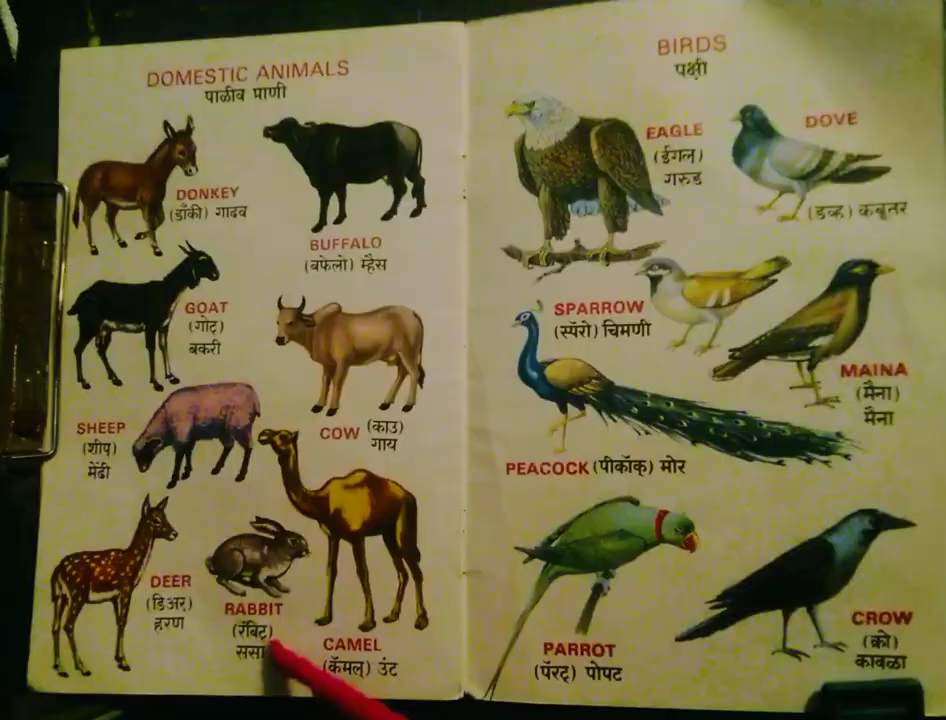 DOMESTIC ANIMALS
पाळीव प्राणी
DONKEY
(डाँकी) गाढव
BUFFALO
(बफेलो) म्हैस
GOAT
(गोट्)
बकरी
SHEEP
(शीप्)
मेंढी
COW (काउ)
गाय
DEER
(डिअर्)
हरण
RABBIT
(रॅबिट्)
ससा
CAMEL
(कॅमल्) उंट
BIRDS
पक्षी
EAGLE
(ईगल्)
गरुड
DOVE
(डव्ह) कबूतर
SPARROW
(स्पॅरो) चिमणी
MAINA
(मैना)
मैना
PEACOCK (पीकॉक्) मोर
PARROT
(पॅरट्) पोपट
CROW
(क्रो)
कावळा